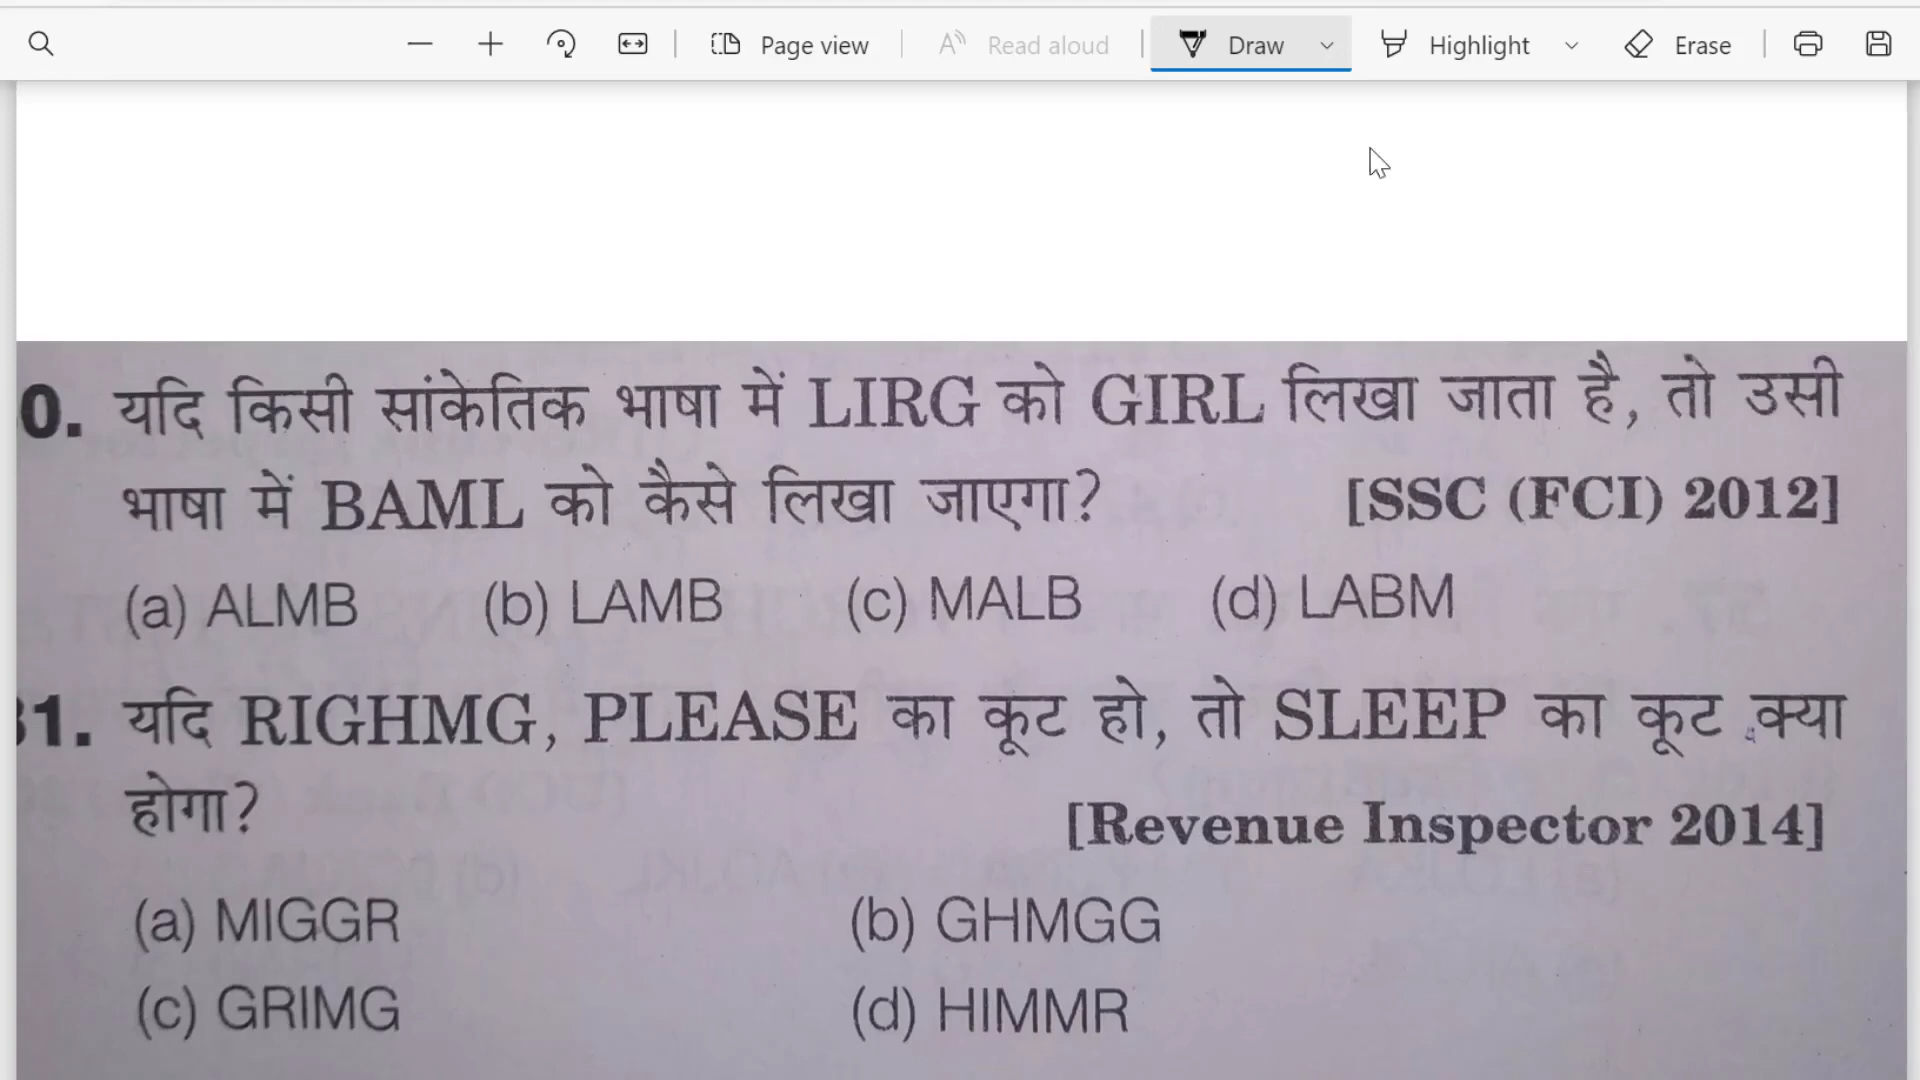 Page view
Read aloud
Draw
Highlight
Erase
0. यदि किसी सांकेतिक भाषा में LIRG को GIRL लिखा जाता है, तो उसी
भाषा में BAML को कैसे लिखा जाएगा? [SSC (FCI) 2012]
(a) ALMB (b) LAMB (c) MALB (d) LABM
31. यदि RIGHMG, PLEASE का कूट हो, तो SLEEP का कूट क्या
होगा? [Revenue Inspector 2014]
(a) MIGGR (b) GHMGG
(c) GRIMG (d) HIMMR